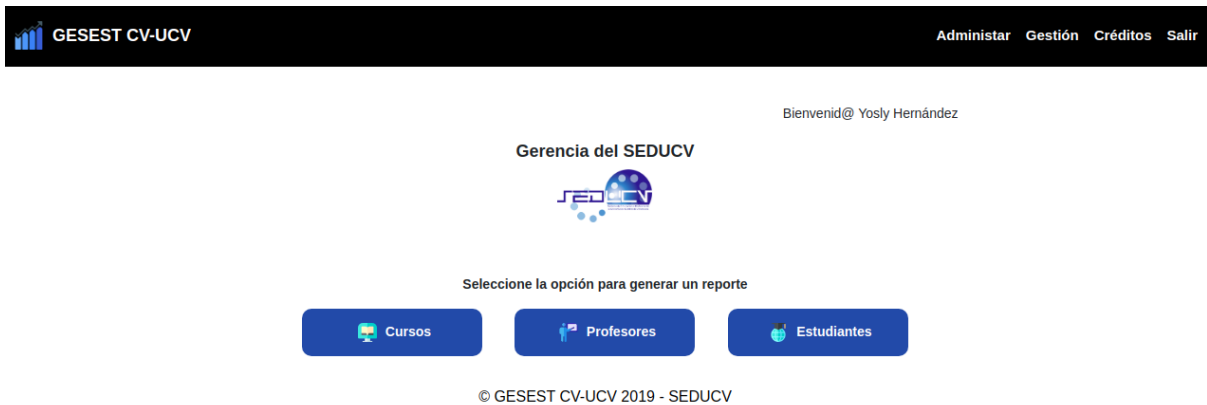 GESEST CV-UCV Administar Gestión Créditos Salir
Bienvenid@ Yosly Hernández
Gerencia del SEDUCV
SEDUCV
Seleccione la opción para generar un reporte
Cursos Profesores Estudiantes
© GESEST CV-UCV 2019 - SEDUCV